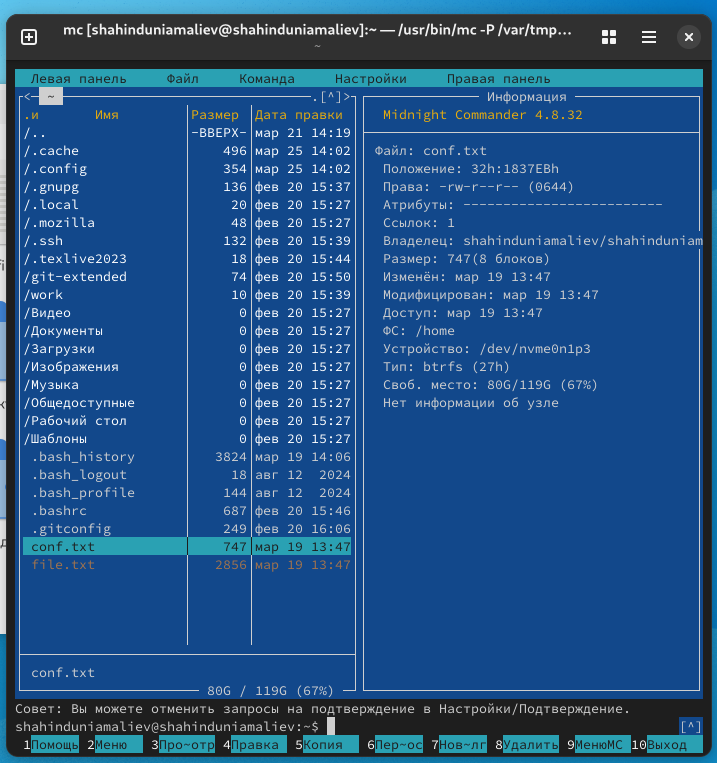 mc [shahinduniamaliev@shahinduniamaliev]:~ — /usr/bin/mc -P /var/tmp…
~
Левая панель Файл Команда Настройки Правая панель
<─ ~ .[^]>
.и Имя Размер Дата правки
/.. -ВВЕРХ- мар 21 14:19
/.cache 496 мар 25 14:02
/.config 354 мар 25 14:02
/.gnupg 136 фев 20 15:37
/.local 20 фев 20 15:27
/.mozilla 48 фев 20 15:27
/.ssh 132 фев 20 15:39
/.texlive2023 18 фев 20 15:44
/git-extended 74 фев 20 15:50
/work 10 фев 20 15:39
/Видео 0 фев 20 15:27
/Документы 0 фев 20 15:27
/Загрузки 0 фев 20 15:27
/Изображения 0 фев 20 15:27
/Музыка 0 фев 20 15:27
/Общедоступные 0 фев 20 15:27
/Рабочий стол 0 фев 20 15:27
/Шаблоны 0 фев 20 15:27
.bash_history 3824 мар 19 14:06
.bash_logout 18 авг 12 2024
.bash_profile 144 авг 12 2024
.bashrc 687 фев 20 15:46
.gitconfig 249 фев 20 16:06
conf.txt 747 мар 19 13:47
file.txt 2856 мар 19 13:47
conf.txt
80G / 119G (67%)
Информация
Midnight Commander 4.8.32
Файл: conf.txt
Положение: 32h:1837EBh
Права: -rw-r--r-- (0644)
Атрибуты: -------------------------
Ссылок: 1
Владелец: shahinduniamaliev/shahinduniam
Размер: 747(8 блоков)
Изменён: мар 19 13:47
Модифицирован: мар 19 13:47
Доступ: мар 19 13:47
ФС: /home
Устройство: /dev/nvme0n1p3
Тип: btrfs (27h)
Своб. место: 80G/119G (67%)
Нет информации об узле
Совет: Вы можете отменить запросы на подтверждение в Настройки/Подтверждение.
shahinduniamaliev@shahinduniamaliev:~$ [^]
1Помощь 2Меню 3Про~отр 4Правка 5Копия 6Пер~ос 7Нов~лг 8Удалить 9МенюMC 10Выход